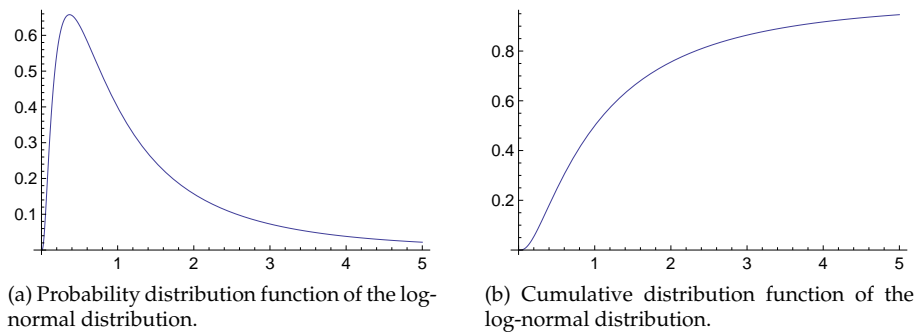 0.6
0.5
0.4
0.3
0.2
0.1
1 2 3 4 5
(a) Probability distribution function of the log-
normal distribution.
0.8
0.6
0.4
0.2
1 2 3 4 5
(b) Cumulative distribution function of the
log-normal distribution.